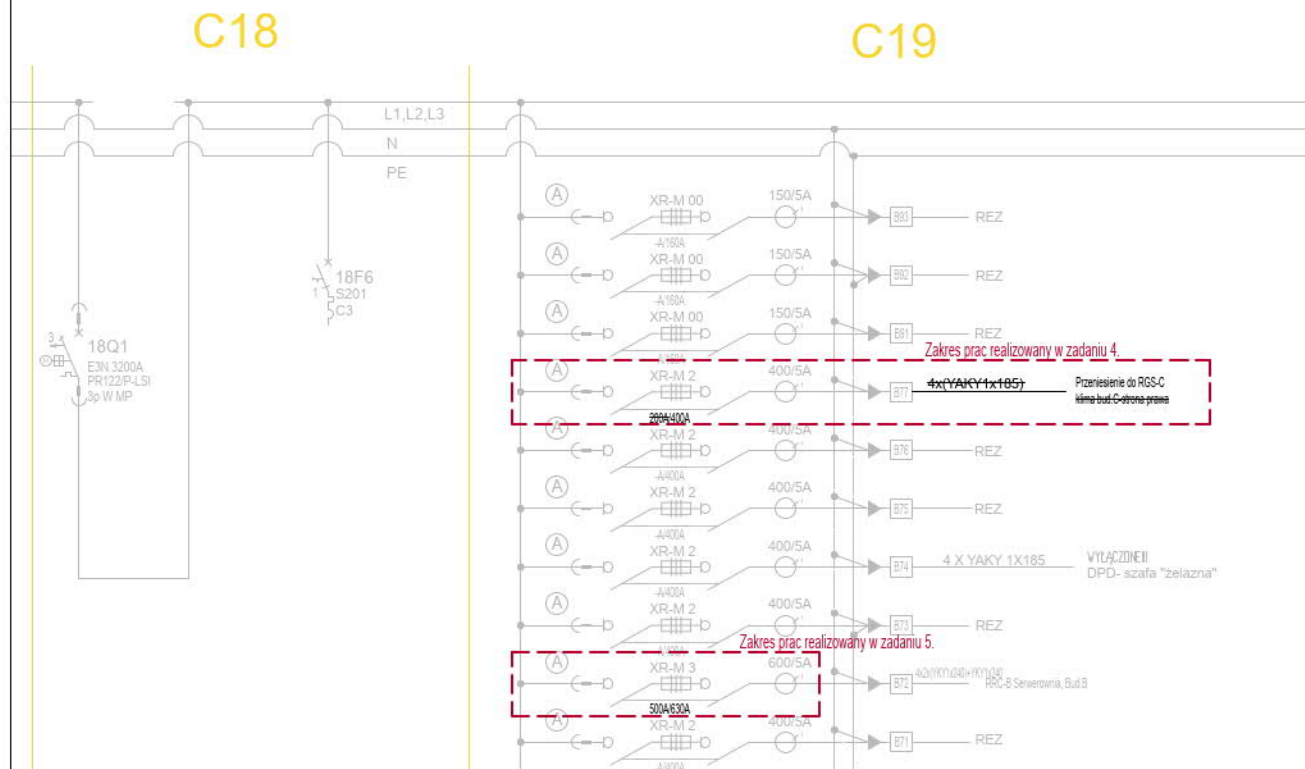 C18
C19
L1,L2,L3
N
PE
A
XR-M 00
150/5A
B93
REZ
-A/160A
A
XR-M 00
150/5A
B92
REZ
-A/160A
18F6
S201
C3
1
A
XR-M 00
150/5A
B81
REZ
3
18Q1
E3N 3200A
PR122/P-LSI
3p W MP
Zakres prac realizowany w zadaniu 4.
A
XR-M 2
400/5A
B77
4x(YAKY1x185)
Przeniesienie do RGS-C
klima bud.C-strona prawa
200A/400A
A
XR-M 2
400/5A
B76
REZ
-A/400A
A
XR-M 2
400/5A
B75
REZ
-A/400A
A
XR-M 2
400/5A
B74
4 X YAKY 1X185
WYŁĄCZONE!!!
DPD- szafa "żelazna"
-A/400A
A
XR-M 2
400/5A
B73
REZ
Zakres prac realizowany w zadaniu 5.
A
XR-M 3
600/5A
B72
Serwerownia, Bud.B
500A/630A
A
XR-M 2
400/5A
B71
REZ
-A/400A